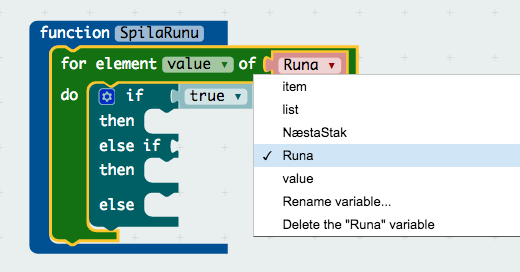 function SpilaRunu
for element value of Runa
do if true
then
else if
then
else
item
list
NæstaStak
✓ Runa
value
Rename variable...
Delete the "Runa" variable